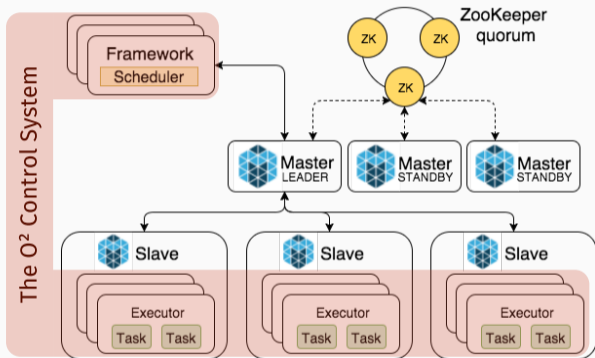 The O² Control System
Framework
Scheduler
ZooKeeper
quorum
ZK
ZK
ZK
Master
LEADER
Master
STANDBY
Master
STANDBY
Slave
Slave
Slave
Executor
Task Task
Executor
Task Task
Executor
Task Task